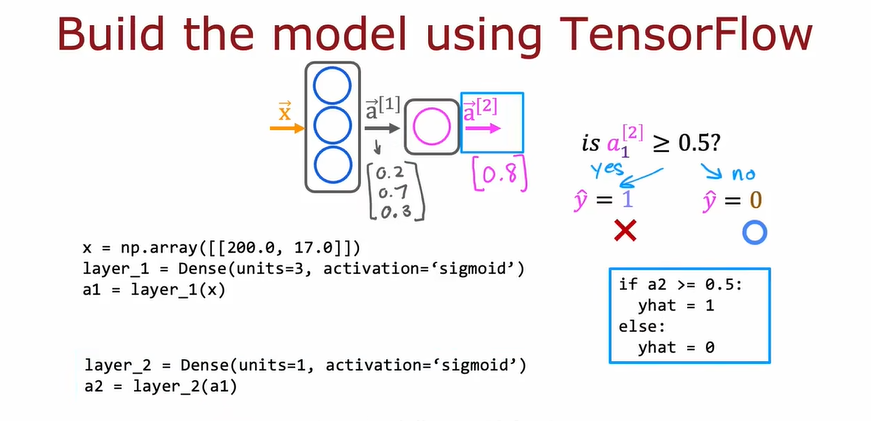 Build the model using TensorFlow
x⃗
a⃗[1]
a⃗[2]
0.2
0.7
0.3
[0.8]
is a₁[2] ≥ 0.5?
yes
no
ŷ = 1
ŷ = 0
x = np.array([[200.0, 17.0]])
layer_1 = Dense(units=3, activation=‘sigmoid’)
a1 = layer_1(x)
layer_2 = Dense(units=1, activation=‘sigmoid’)
a2 = layer_2(a1)
if a2 >= 0.5:
yhat = 1
else:
yhat = 0